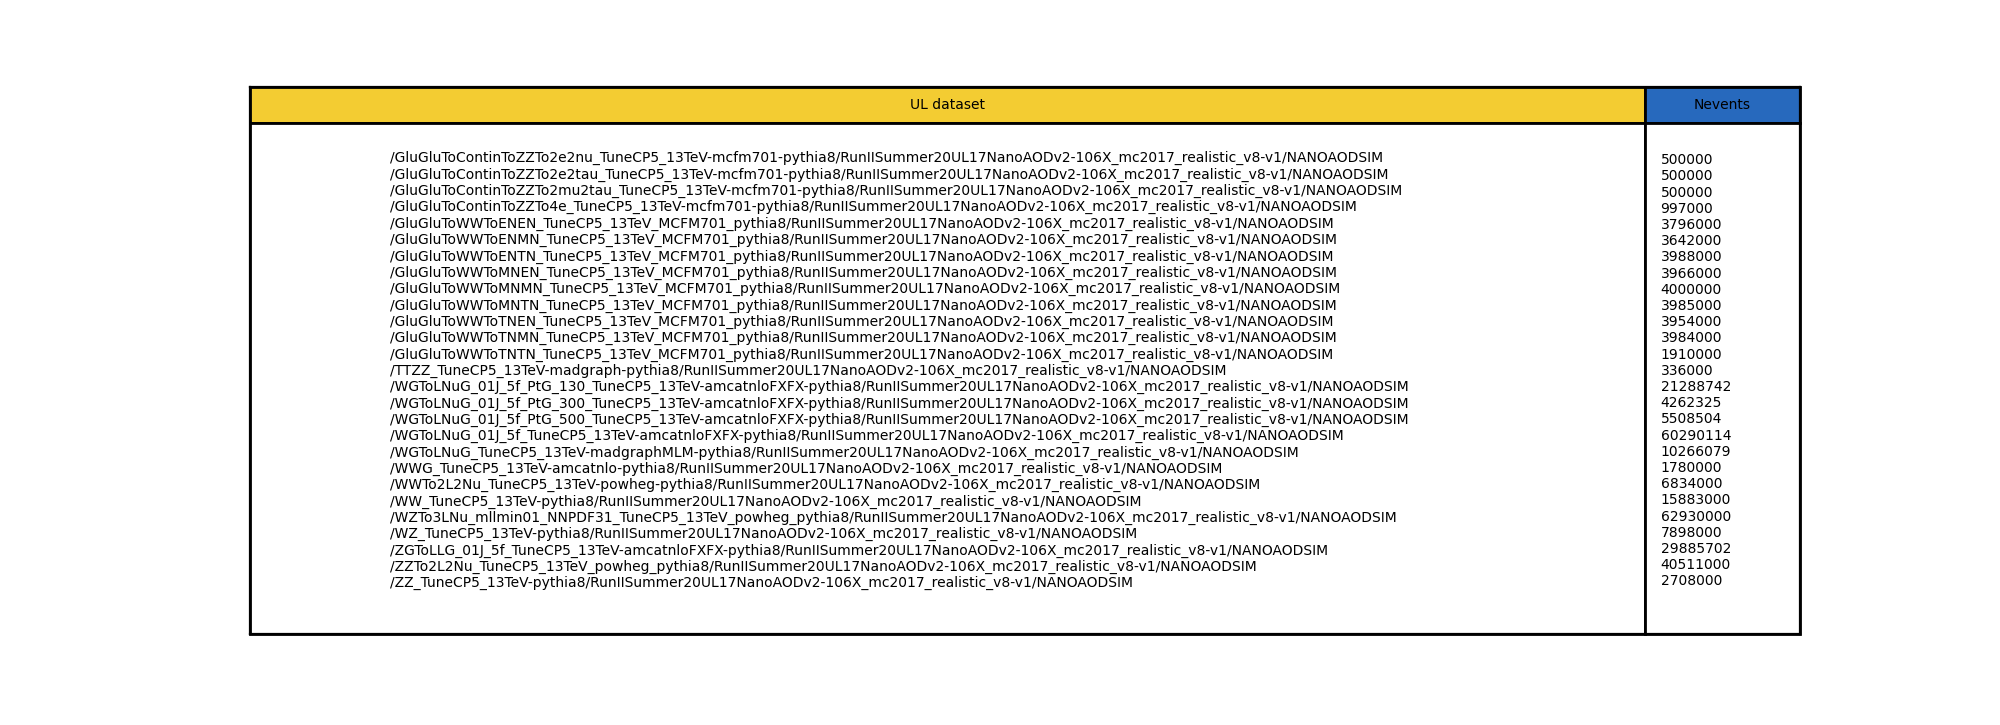 UL dataset Nevents
/GluGluToContinToZZTo2e2nu_TuneCP5_13TeV-mcfm701-pythia8/RunIISummer20UL17NanoAODv2-106X_mc2017_realistic_v8-v1/NANOAODSIM 500000
/GluGluToContinToZZTo2e2tau_TuneCP5_13TeV-mcfm701-pythia8/RunIISummer20UL17NanoAODv2-106X_mc2017_realistic_v8-v1/NANOAODSIM 500000
/GluGluToContinToZZTo2mu2tau_TuneCP5_13TeV-mcfm701-pythia8/RunIISummer20UL17NanoAODv2-106X_mc2017_realistic_v8-v1/NANOAODSIM 500000
/GluGluToContinToZZTo4e_TuneCP5_13TeV-mcfm701-pythia8/RunIISummer20UL17NanoAODv2-106X_mc2017_realistic_v8-v1/NANOAODSIM 997000
/GluGluToWWToENEN_TuneCP5_13TeV_MCFM701_pythia8/RunIISummer20UL17NanoAODv2-106X_mc2017_realistic_v8-v1/NANOAODSIM 3796000
/GluGluToWWToENMN_TuneCP5_13TeV_MCFM701_pythia8/RunIISummer20UL17NanoAODv2-106X_mc2017_realistic_v8-v1/NANOAODSIM 3642000
/GluGluToWWToENTN_TuneCP5_13TeV_MCFM701_pythia8/RunIISummer20UL17NanoAODv2-106X_mc2017_realistic_v8-v1/NANOAODSIM 3988000
/GluGluToWWToMNEN_TuneCP5_13TeV_MCFM701_pythia8/RunIISummer20UL17NanoAODv2-106X_mc2017_realistic_v8-v1/NANOAODSIM 3966000
/GluGluToWWToMNMN_TuneCP5_13TeV_MCFM701_pythia8/RunIISummer20UL17NanoAODv2-106X_mc2017_realistic_v8-v1/NANOAODSIM 4000000
/GluGluToWWToMNTN_TuneCP5_13TeV_MCFM701_pythia8/RunIISummer20UL17NanoAODv2-106X_mc2017_realistic_v8-v1/NANOAODSIM 3985000
/GluGluToWWToTNEN_TuneCP5_13TeV_MCFM701_pythia8/RunIISummer20UL17NanoAODv2-106X_mc2017_realistic_v8-v1/NANOAODSIM 3954000
/GluGluToWWToTNMN_TuneCP5_13TeV_MCFM701_pythia8/RunIISummer20UL17NanoAODv2-106X_mc2017_realistic_v8-v1/NANOAODSIM 3984000
/GluGluToWWToTNTN_TuneCP5_13TeV_MCFM701_pythia8/RunIISummer20UL17NanoAODv2-106X_mc2017_realistic_v8-v1/NANOAODSIM 1910000
/TTZZ_TuneCP5_13TeV-madgraph-pythia8/RunIISummer20UL17NanoAODv2-106X_mc2017_realistic_v8-v1/NANOAODSIM 336000
/WGToLNuG_01J_5f_PtG_130_TuneCP5_13TeV-amcatnloFXFX-pythia8/RunIISummer20UL17NanoAODv2-106X_mc2017_realistic_v8-v1/NANOAODSIM 21288742
/WGToLNuG_01J_5f_PtG_300_TuneCP5_13TeV-amcatnloFXFX-pythia8/RunIISummer20UL17NanoAODv2-106X_mc2017_realistic_v8-v1/NANOAODSIM 4262325
/WGToLNuG_01J_5f_PtG_500_TuneCP5_13TeV-amcatnloFXFX-pythia8/RunIISummer20UL17NanoAODv2-106X_mc2017_realistic_v8-v1/NANOAODSIM 5508504
/WGToLNuG_01J_5f_TuneCP5_13TeV-amcatnloFXFX-pythia8/RunIISummer20UL17NanoAODv2-106X_mc2017_realistic_v8-v1/NANOAODSIM 60290114
/WGToLNuG_TuneCP5_13TeV-madgraphMLM-pythia8/RunIISummer20UL17NanoAODv2-106X_mc2017_realistic_v8-v1/NANOAODSIM 10266079
/WWG_TuneCP5_13TeV-amcatnlo-pythia8/RunIISummer20UL17NanoAODv2-106X_mc2017_realistic_v8-v1/NANOAODSIM 1780000
/WWTo2L2Nu_TuneCP5_13TeV-powheg-pythia8/RunIISummer20UL17NanoAODv2-106X_mc2017_realistic_v8-v1/NANOAODSIM 6834000
/WW_TuneCP5_13TeV-pythia8/RunIISummer20UL17NanoAODv2-106X_mc2017_realistic_v8-v1/NANOAODSIM 15883000
/WZTo3LNu_mllmin01_NNPDF31_TuneCP5_13TeV_powheg_pythia8/RunIISummer20UL17NanoAODv2-106X_mc2017_realistic_v8-v1/NANOAODSIM 62930000
/WZ_TuneCP5_13TeV-pythia8/RunIISummer20UL17NanoAODv2-106X_mc2017_realistic_v8-v1/NANOAODSIM 7898000
/ZGToLLG_01J_5f_TuneCP5_13TeV-amcatnloFXFX-pythia8/RunIISummer20UL17NanoAODv2-106X_mc2017_realistic_v8-v1/NANOAODSIM 29885702
/ZZTo2L2Nu_TuneCP5_13TeV_powheg_pythia8/RunIISummer20UL17NanoAODv2-106X_mc2017_realistic_v8-v1/NANOAODSIM 40511000
/ZZ_TuneCP5_13TeV-pythia8/RunIISummer20UL17NanoAODv2-106X_mc2017_realistic_v8-v1/NANOAODSIM 2708000